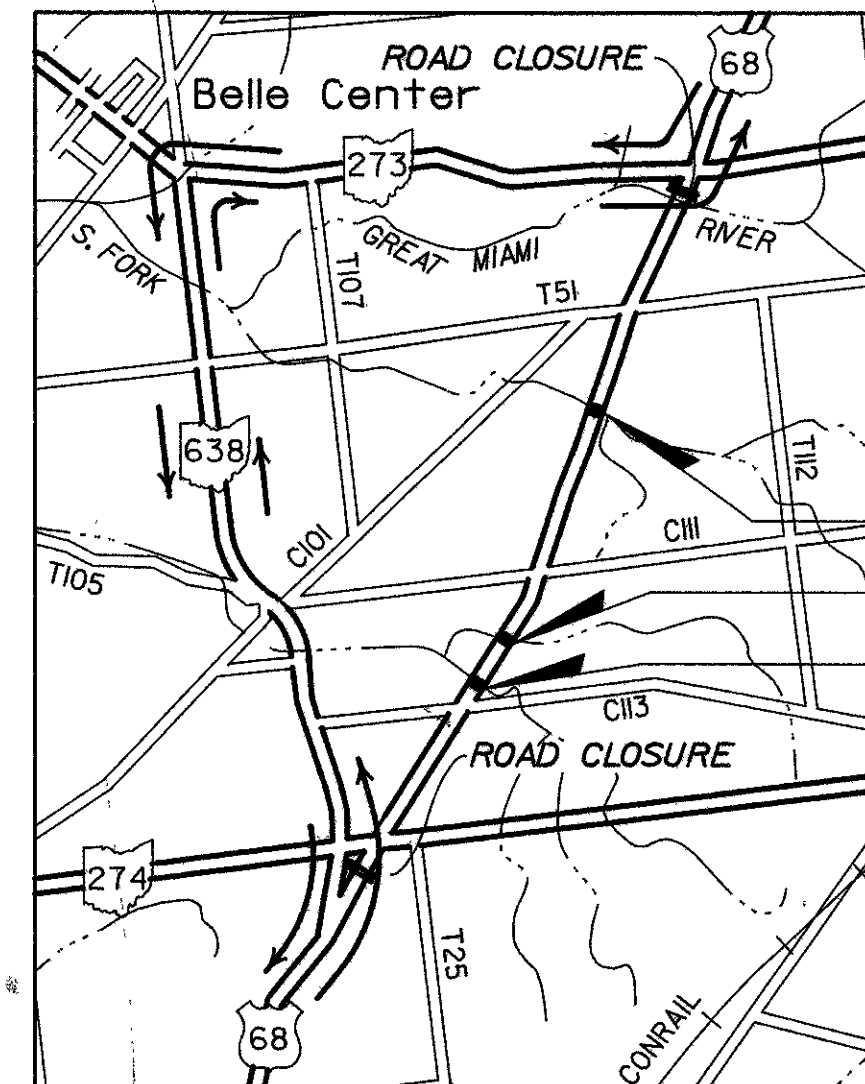 ROAD CLOSURE
68
Belle Center
273
S. FORK
GREAT
MIAMI
RIVER
T107
T51
638
T112
C101
C111
T105
C113
ROAD CLOSURE
274
T25
68
CONRAIL